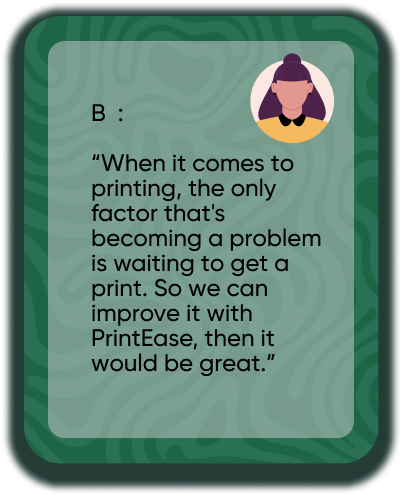 B :
“When it comes to
printing, the only
factor that's
becoming a problem
is waiting to get a
print. So we can
improve it with
PrintEase, then it
would be great.”